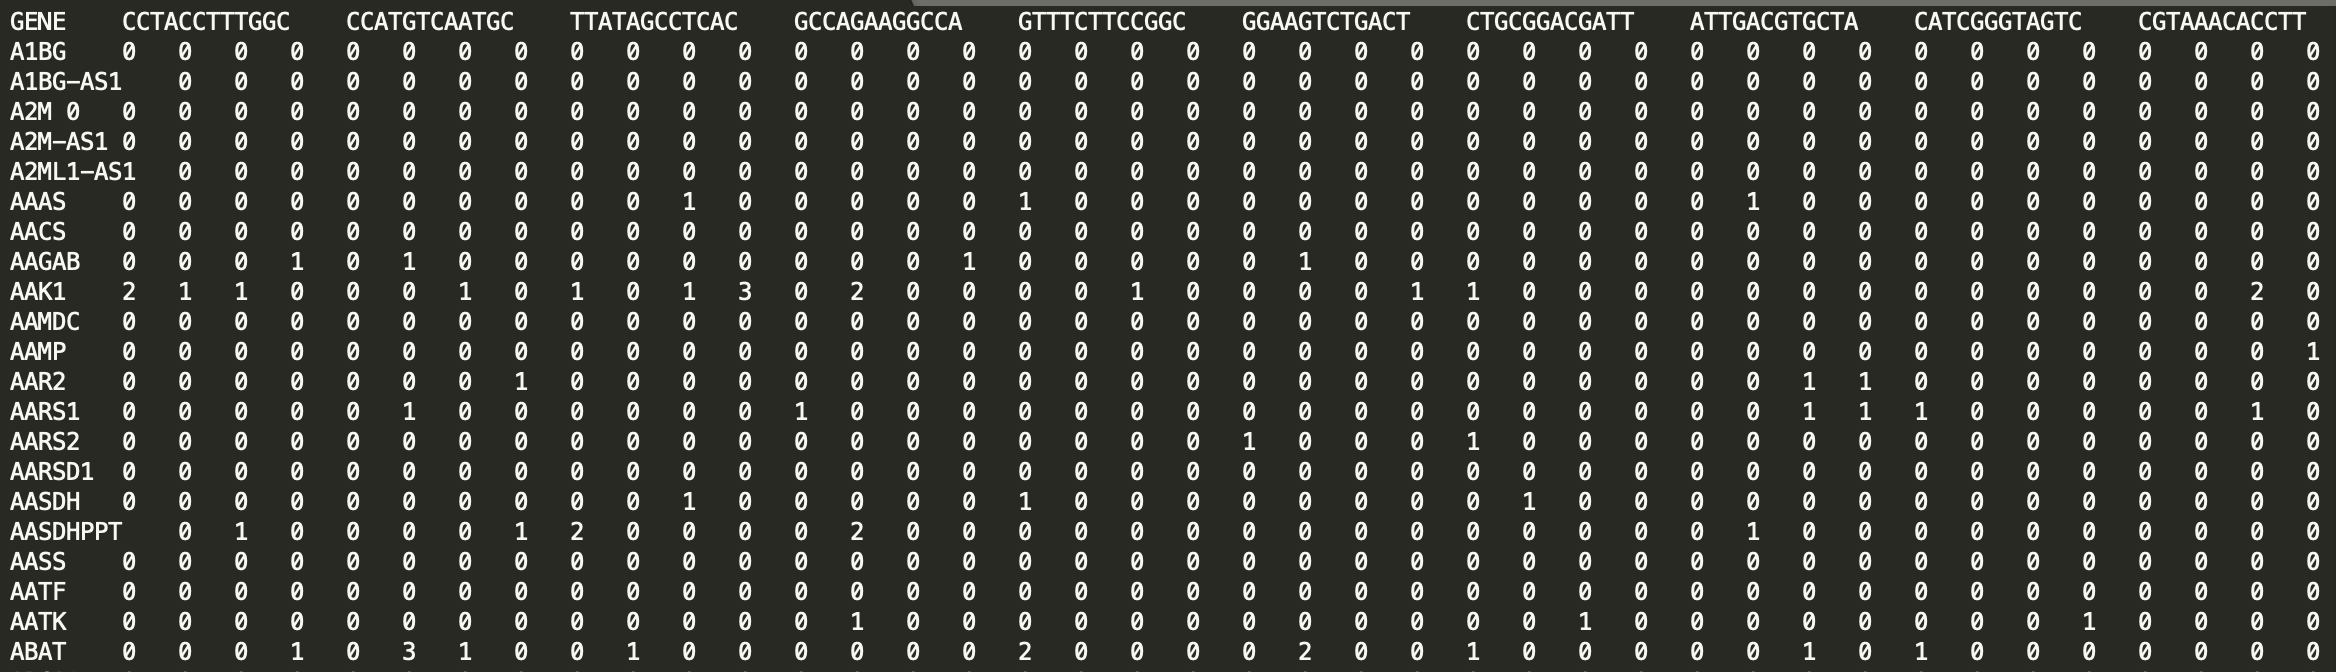 GENE CCTACCTTTGGC CCATGTCAATGC TTATAGCCTCAC GCCAGAAGGCCA GTTTCTTCCGGC GGAAGTCTGACT CTGCGGACGATT ATTGACGTGCTA CATCGGGTAGTC CGTAAACACCTT
A1BG 0 0 0 0 0 0 0 0 0 0 0 0 0 0 0 0 0 0 0 0 0 0 0 0 0 0 0 0 0 0 0 0 0 0 0 0 0 0 0 0
A1BG-AS1 0 0 0 0 0 0 0 0 0 0 0 0 0 0 0 0 0 0 0 0 0 0 0 0 0 0 0 0 0 0 0 0 0 0 0 0 0 0 0
A2M 0 0 0 0 0 0 0 0 0 0 0 0 0 0 0 0 0 0 0 0 0 0 0 0 0 0 0 0 0 0 0 0 0 0 0 0 0 0 0 0 0
A2M-AS1 0 0 0 0 0 0 0 0 0 0 0 0 0 0 0 0 0 0 0 0 0 0 0 0 0 0 0 0 0 0 0 0 0 0 0 0 0 0 0 0
A2ML1-AS1 0 0 0 0 0 0 0 0 0 0 0 0 0 0 0 0 0 0 0 0 0 0 0 0 0 0 0 0 0 0 0 0 0 0 0 0 0 0 0
AAAS 0 0 0 0 0 0 0 0 0 0 1 0 0 0 0 0 1 0 0 0 0 0 0 0 0 0 0 0 0 1 0 0 0 0 0 0 0 0 0 0
AACS 0 0 0 0 0 0 0 0 0 0 0 0 0 0 0 0 0 0 0 0 0 0 0 0 0 0 0 0 0 0 0 0 0 0 0 0 0 0 0 0
AAGAB 0 0 0 1 0 1 0 0 0 0 0 0 0 0 0 1 0 0 0 0 0 1 0 0 0 0 0 0 0 0 0 0 0 0 0 0 0 0 0 0
AAK1 2 1 1 0 0 0 1 0 1 0 1 3 0 2 0 0 0 0 1 0 0 0 0 1 1 0 0 0 0 0 0 0 0 0 0 0 0 0 2 0
AAMDC 0 0 0 0 0 0 0 0 0 0 0 0 0 0 0 0 0 0 0 0 0 0 0 0 0 0 0 0 0 0 0 0 0 0 0 0 0 0 0 0
AAMP 0 0 0 0 0 0 0 0 0 0 0 0 0 0 0 0 0 0 0 0 0 0 0 0 0 0 0 0 0 0 0 0 0 0 0 0 0 0 0 1
AAR2 0 0 0 0 0 0 0 1 0 0 0 0 0 0 0 0 0 0 0 0 0 0 0 0 0 0 0 0 0 0 1 1 0 0 0 0 0 0 0 0
AARS1 0 0 0 0 0 1 0 0 0 0 0 0 1 0 0 0 0 0 0 0 0 0 0 0 0 0 0 0 0 0 1 1 1 0 0 0 0 0 1 0
AARS2 0 0 0 0 0 0 0 0 0 0 0 0 0 0 0 0 0 0 0 0 1 0 0 0 1 0 0 0 0 0 0 0 0 0 0 0 0 0 0 0
AARSD1 0 0 0 0 0 0 0 0 0 0 0 0 0 0 0 0 0 0 0 0 0 0 0 0 0 0 0 0 0 0 0 0 0 0 0 0 0 0 0 0
AASDH 0 0 0 0 0 0 0 0 0 0 1 0 0 0 0 0 1 0 0 0 0 0 0 0 0 1 0 0 0 0 0 0 0 0 0 0 0 0 0 0
AASDHPPT 0 1 0 0 0 0 1 2 0 0 0 0 2 0 0 0 0 0 0 0 0 0 0 0 0 0 0 0 1 0 0 0 0 0 0 0 0 0 0
AASS 0 0 0 0 0 0 0 0 0 0 0 0 0 0 0 0 0 0 0 0 0 0 0 0 0 0 0 0 0 0 0 0 0 0 0 0 0 0 0 0
AATF 0 0 0 0 0 0 0 0 0 0 0 0 0 0 0 0 0 0 0 0 0 0 0 0 0 0 0 0 0 0 0 0 0 0 0 0 0 0 0 0
AATK 0 0 0 0 0 0 0 0 0 0 0 0 0 1 0 0 0 0 0 0 0 0 0 0 0 0 1 0 0 0 0 0 0 0 0 1 0 0 0 0
ABAT 0 0 0 1 0 3 1 0 0 1 0 0 0 0 0 0 2 0 0 0 0 2 0 0 1 0 0 0 0 0 1 0 1 0 0 0 0 0 0 0